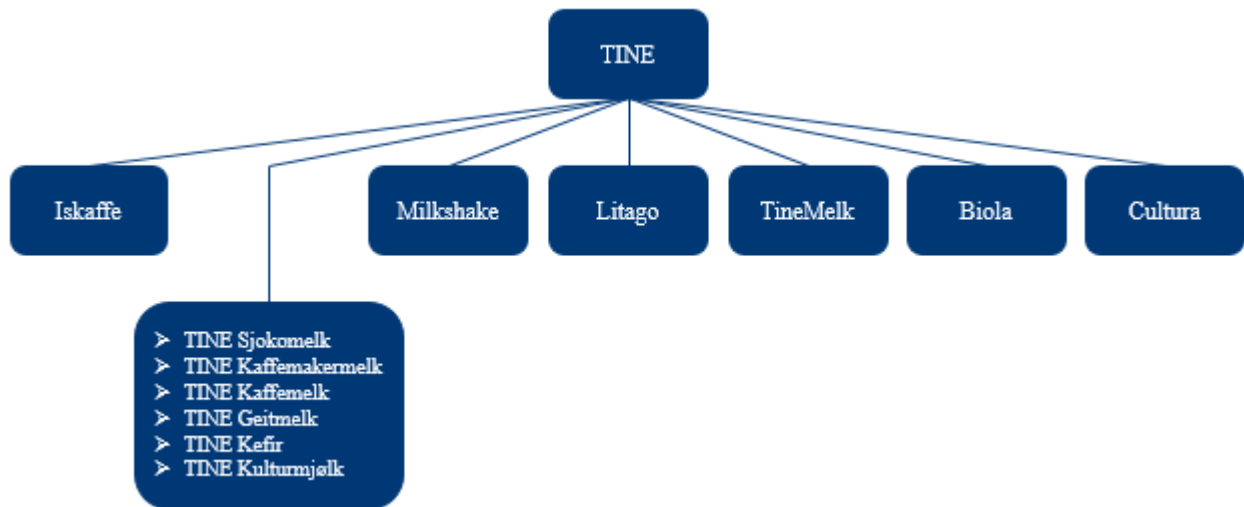 TINE
Iskaffe
Milkshake
Litago
TineMelk
Biola
Cultura
➤ TINE Sjokomelk
➤ TINE Kaffemakermelk
➤ TINE Kaffemelk
➤ TINE Geitmelk
➤ TINE Kefir
➤ TINE Kulturmjølk